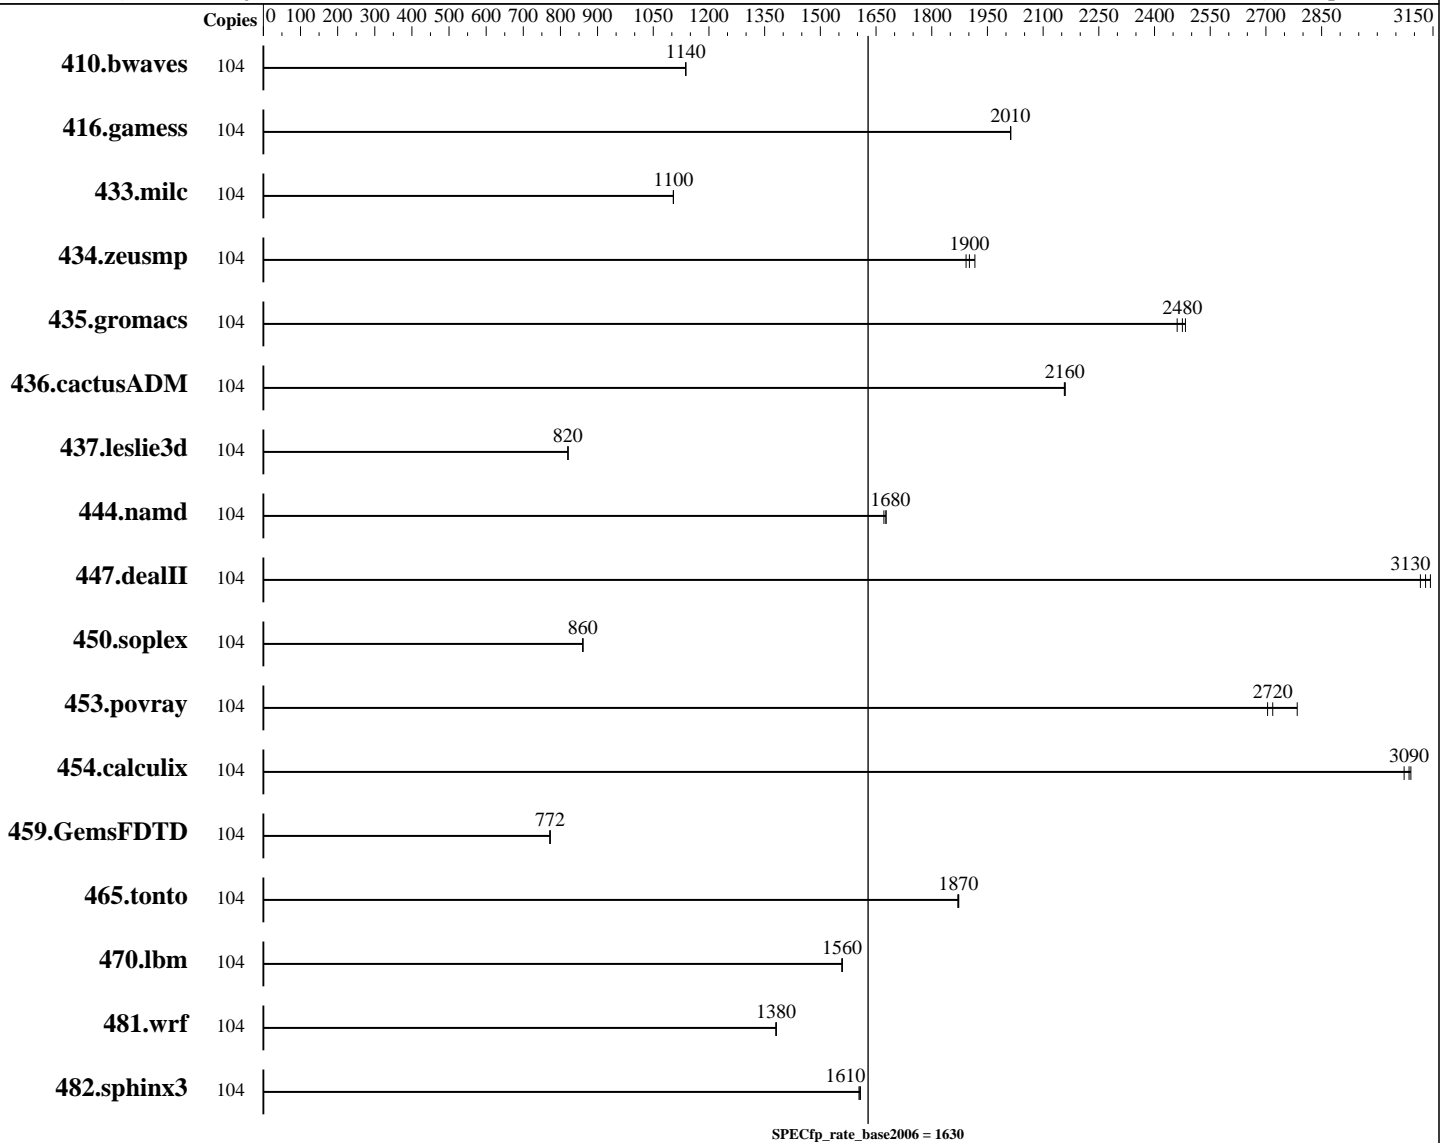 Copies 0 100 200 300 400 500 600 700 800 900 1050 1200 1350 1500 1650 1800 1950 2100 2250 2400 2550 2700 2850 3150
410.bwaves 104 1140
416.gamess 104 2010
433.milc 104 1100
434.zeusmp 104 1900
435.gromacs 104 2480
436.cactusADM 104 2160
437.leslie3d 104 820
444.namd 104 1680
447.dealII 104 3130
450.soplex 104 860
453.povray 104 2720
454.calculix 104 3090
459.GemsFDTD 104 772
465.tonto 104 1870
470.lbm 104 1560
481.wrf 104 1380
482.sphinx3 104 1610
SPECfp_rate_base2006 = 1630